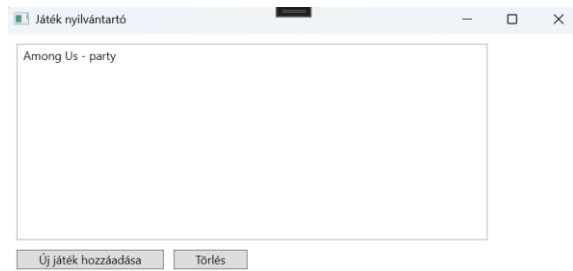 Játék nyilvántartó
Among Us - party
Új játék hozzáadása
Törlés